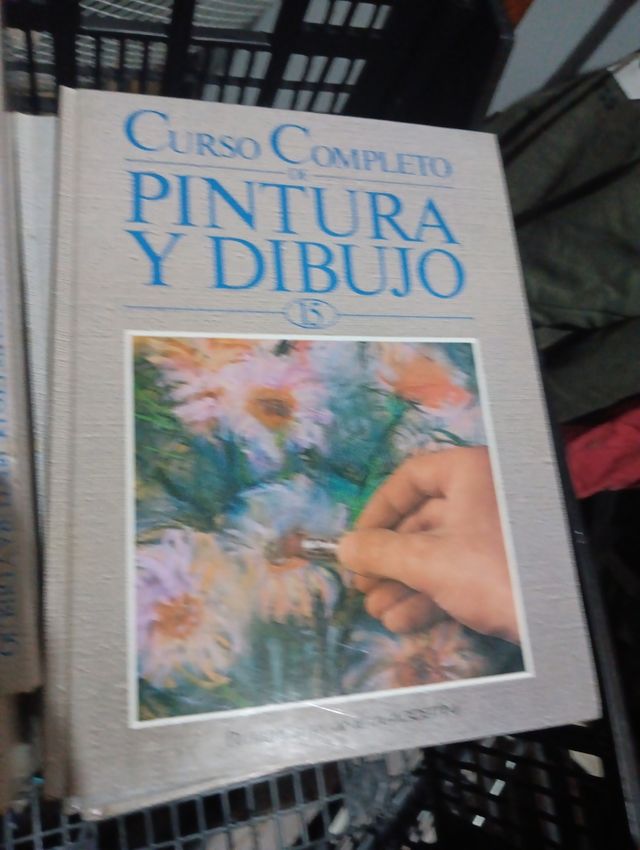 CURSO COMPLETO
DE
PINTURA
Y DIBUJO
15